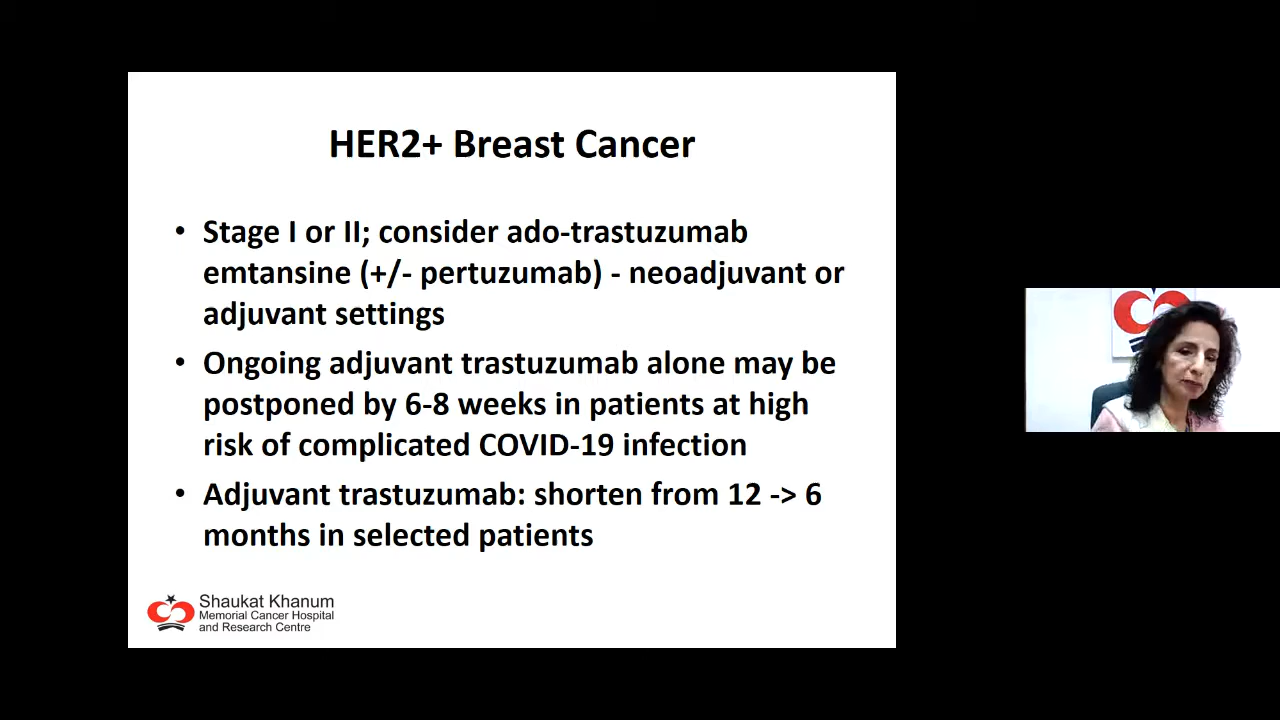 HER2+ Breast Cancer
• Stage I or II; consider ado-trastuzumab
emtansine (+/- pertuzumab) - neoadjuvant or
adjuvant settings
• Ongoing adjuvant trastuzumab alone may be
postponed by 6-8 weeks in patients at high
risk of complicated COVID-19 infection
• Adjuvant trastuzumab: shorten from 12 -> 6
months in selected patients
Shaukat Khanum
Memorial Cancer Hospital
and Research Centre